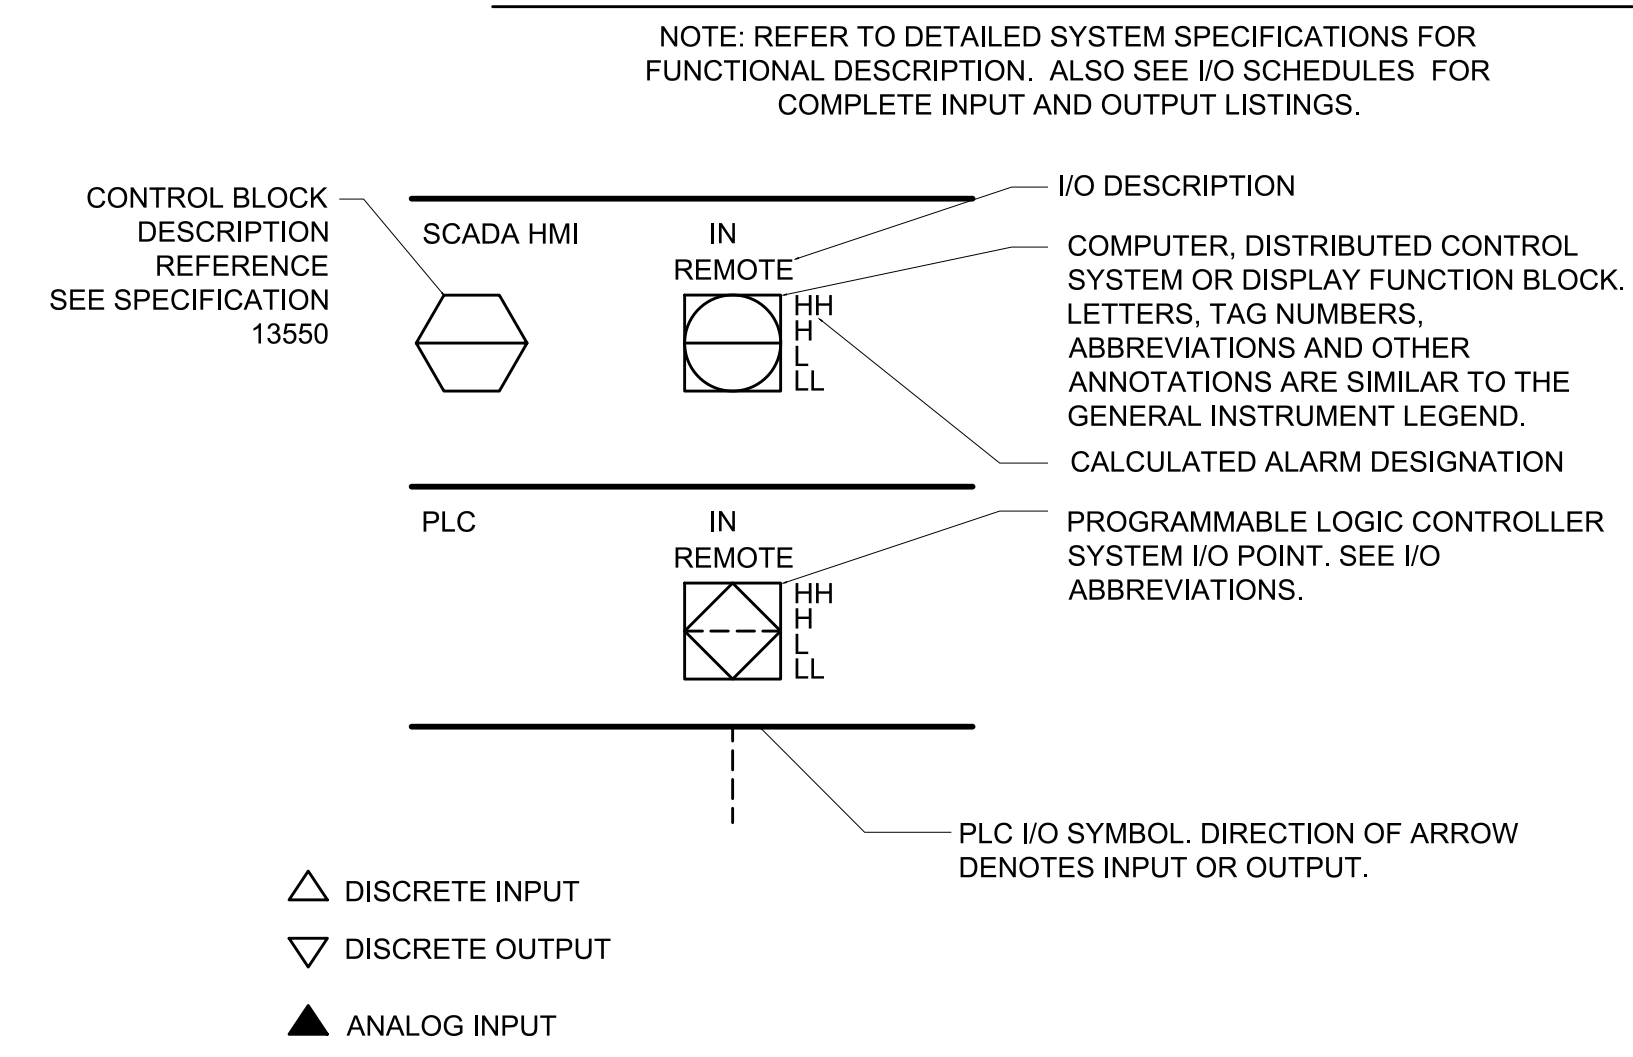 NOTE: REFER TO DETAILED SYSTEM SPECIFICATIONS FOR
FUNCTIONAL DESCRIPTION. ALSO SEE I/O SCHEDULES FOR
COMPLETE INPUT AND OUTPUT LISTINGS.
CONTROL BLOCK
DESCRIPTION
REFERENCE
SEE SPECIFICATION
13550
SCADA HMI
IN
REMOTE
HH
H
L
LL
I/O DESCRIPTION
COMPUTER, DISTRIBUTED CONTROL
SYSTEM OR DISPLAY FUNCTION BLOCK.
LETTERS, TAG NUMBERS,
ABBREVIATIONS AND OTHER
ANNOTATIONS ARE SIMILAR TO THE
GENERAL INSTRUMENT LEGEND.
CALCULATED ALARM DESIGNATION
PLC
IN
REMOTE
HH
H
L
LL
PROGRAMMABLE LOGIC CONTROLLER
SYSTEM I/O POINT. SEE I/O
ABBREVIATIONS.
PLC I/O SYMBOL. DIRECTION OF ARROW
DENOTES INPUT OR OUTPUT.
DISCRETE INPUT
DISCRETE OUTPUT
ANALOG INPUT